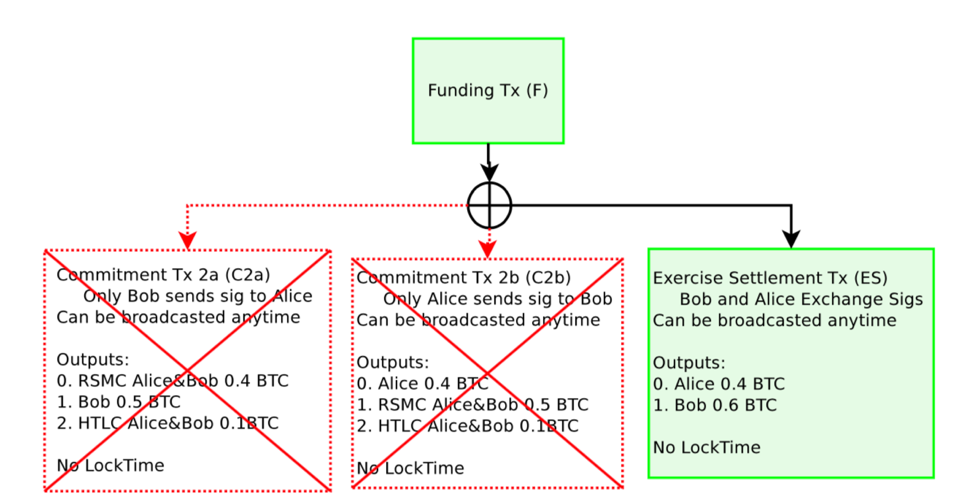 Funding Tx (F)
Commitment Tx 2a (C2a)
Only Bob sends sig to Alice
Can be broadcasted anytime
Outputs:
0. RSMC Alice&Bob 0.4 BTC
1. Bob 0.5 BTC
2. HTLC Alice&Bob 0.1BTC
No LockTime
Commitment Tx 2b (C2b)
Only Alice sends sig to Bob
Can be broadcasted anytime
Outputs:
0. Alice 0.4 BTC
1. RSMC Alice&Bob 0.5 BTC
2. HTLC Alice&Bob 0.1BTC
No LockTime
Exercise Settlement Tx (ES)
Bob and Alice Exchange Sigs
Can be broadcasted anytime
Outputs:
0. Alice 0.4 BTC
1. Bob 0.6 BTC
No LockTime